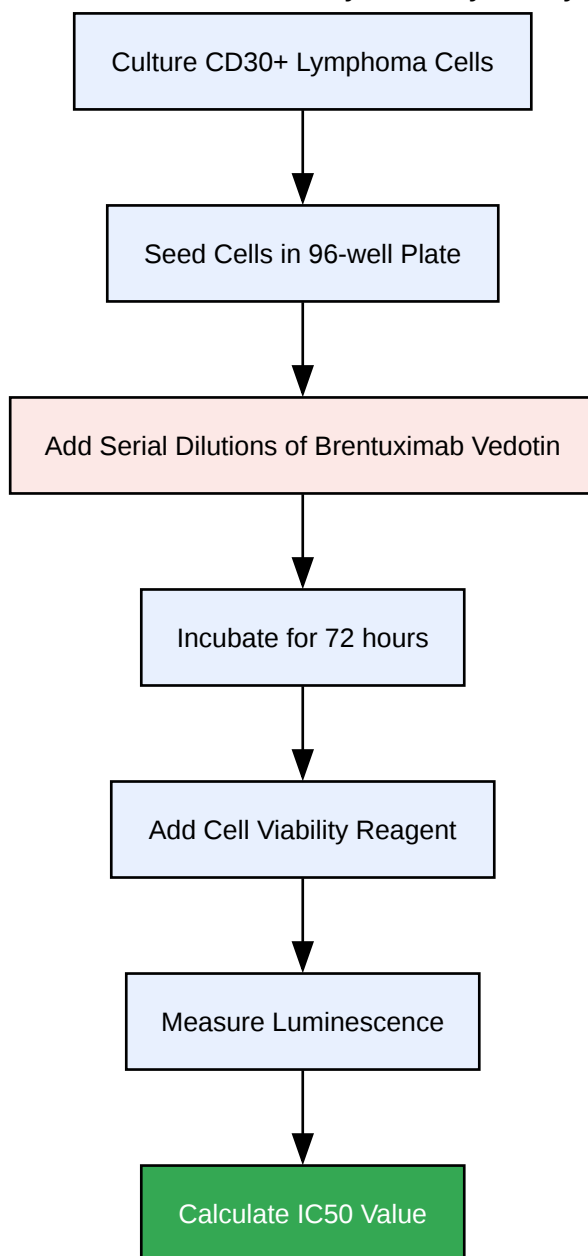 Culture CD30+ Lymphoma Cells
Seed Cells in 96-well Plate
Add Serial Dilutions of Brentuximab Vedotin
Incubate for 72 hours
Add Cell Viability Reagent
Measure Luminescence
Calculate IC50 Value